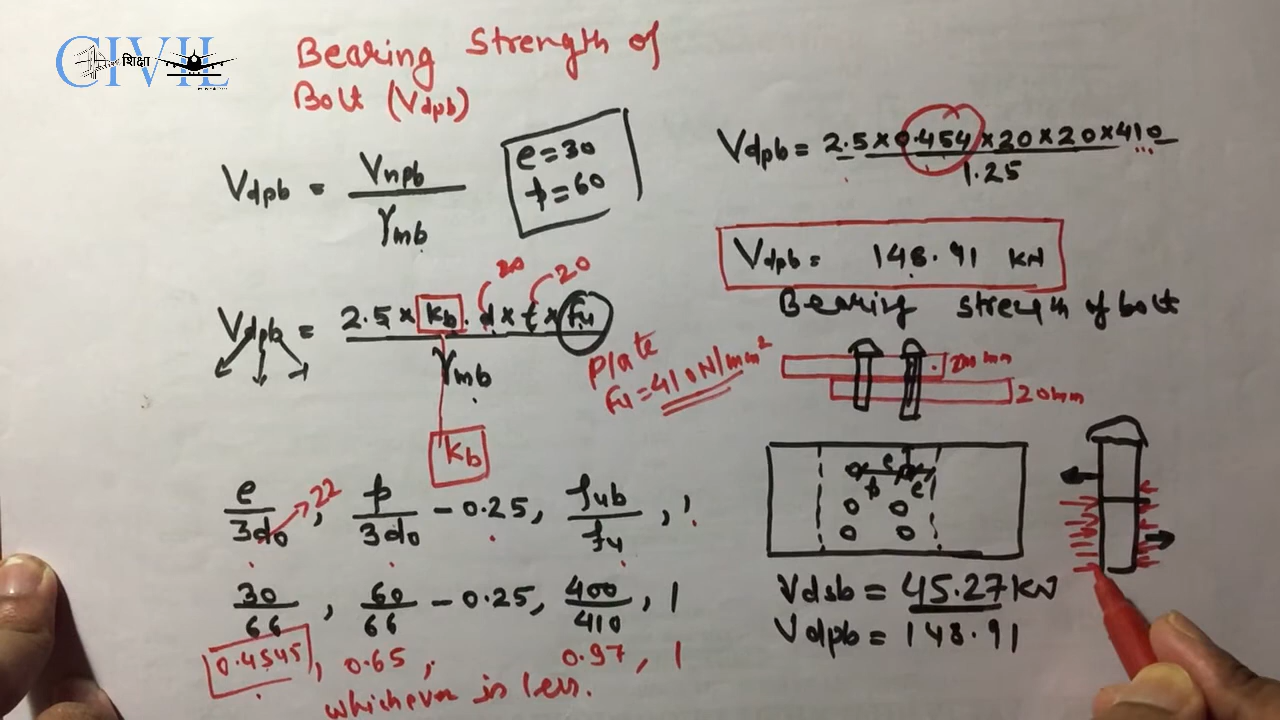 CIVIL शिक्षा
Bearing Strength of
Bolt (Vdpb)
Vdpb = Vnpb / γmb
e = 30
p = 60
Vdpb = 2.5 × 0.454 × 20 × 20 × 410 / 1.25
Vdpb = 148.91 KN
Bearing strength of bolt
20 20
Vdpb = 2.5 × kb . d × t × Fu / γmb
Plate
Fu = 410N/mm²
kb
20 mm
20mm
e
p e
e/3d₀, p/3d₀ – 0.25, fub/fu, 1
22
30/66, 60/66 – 0.25, 400/410, 1
0.4545, 0.65, 0.97, 1
whichever is less.
Vdsb = 45.27 KN
Vdpb = 148.91